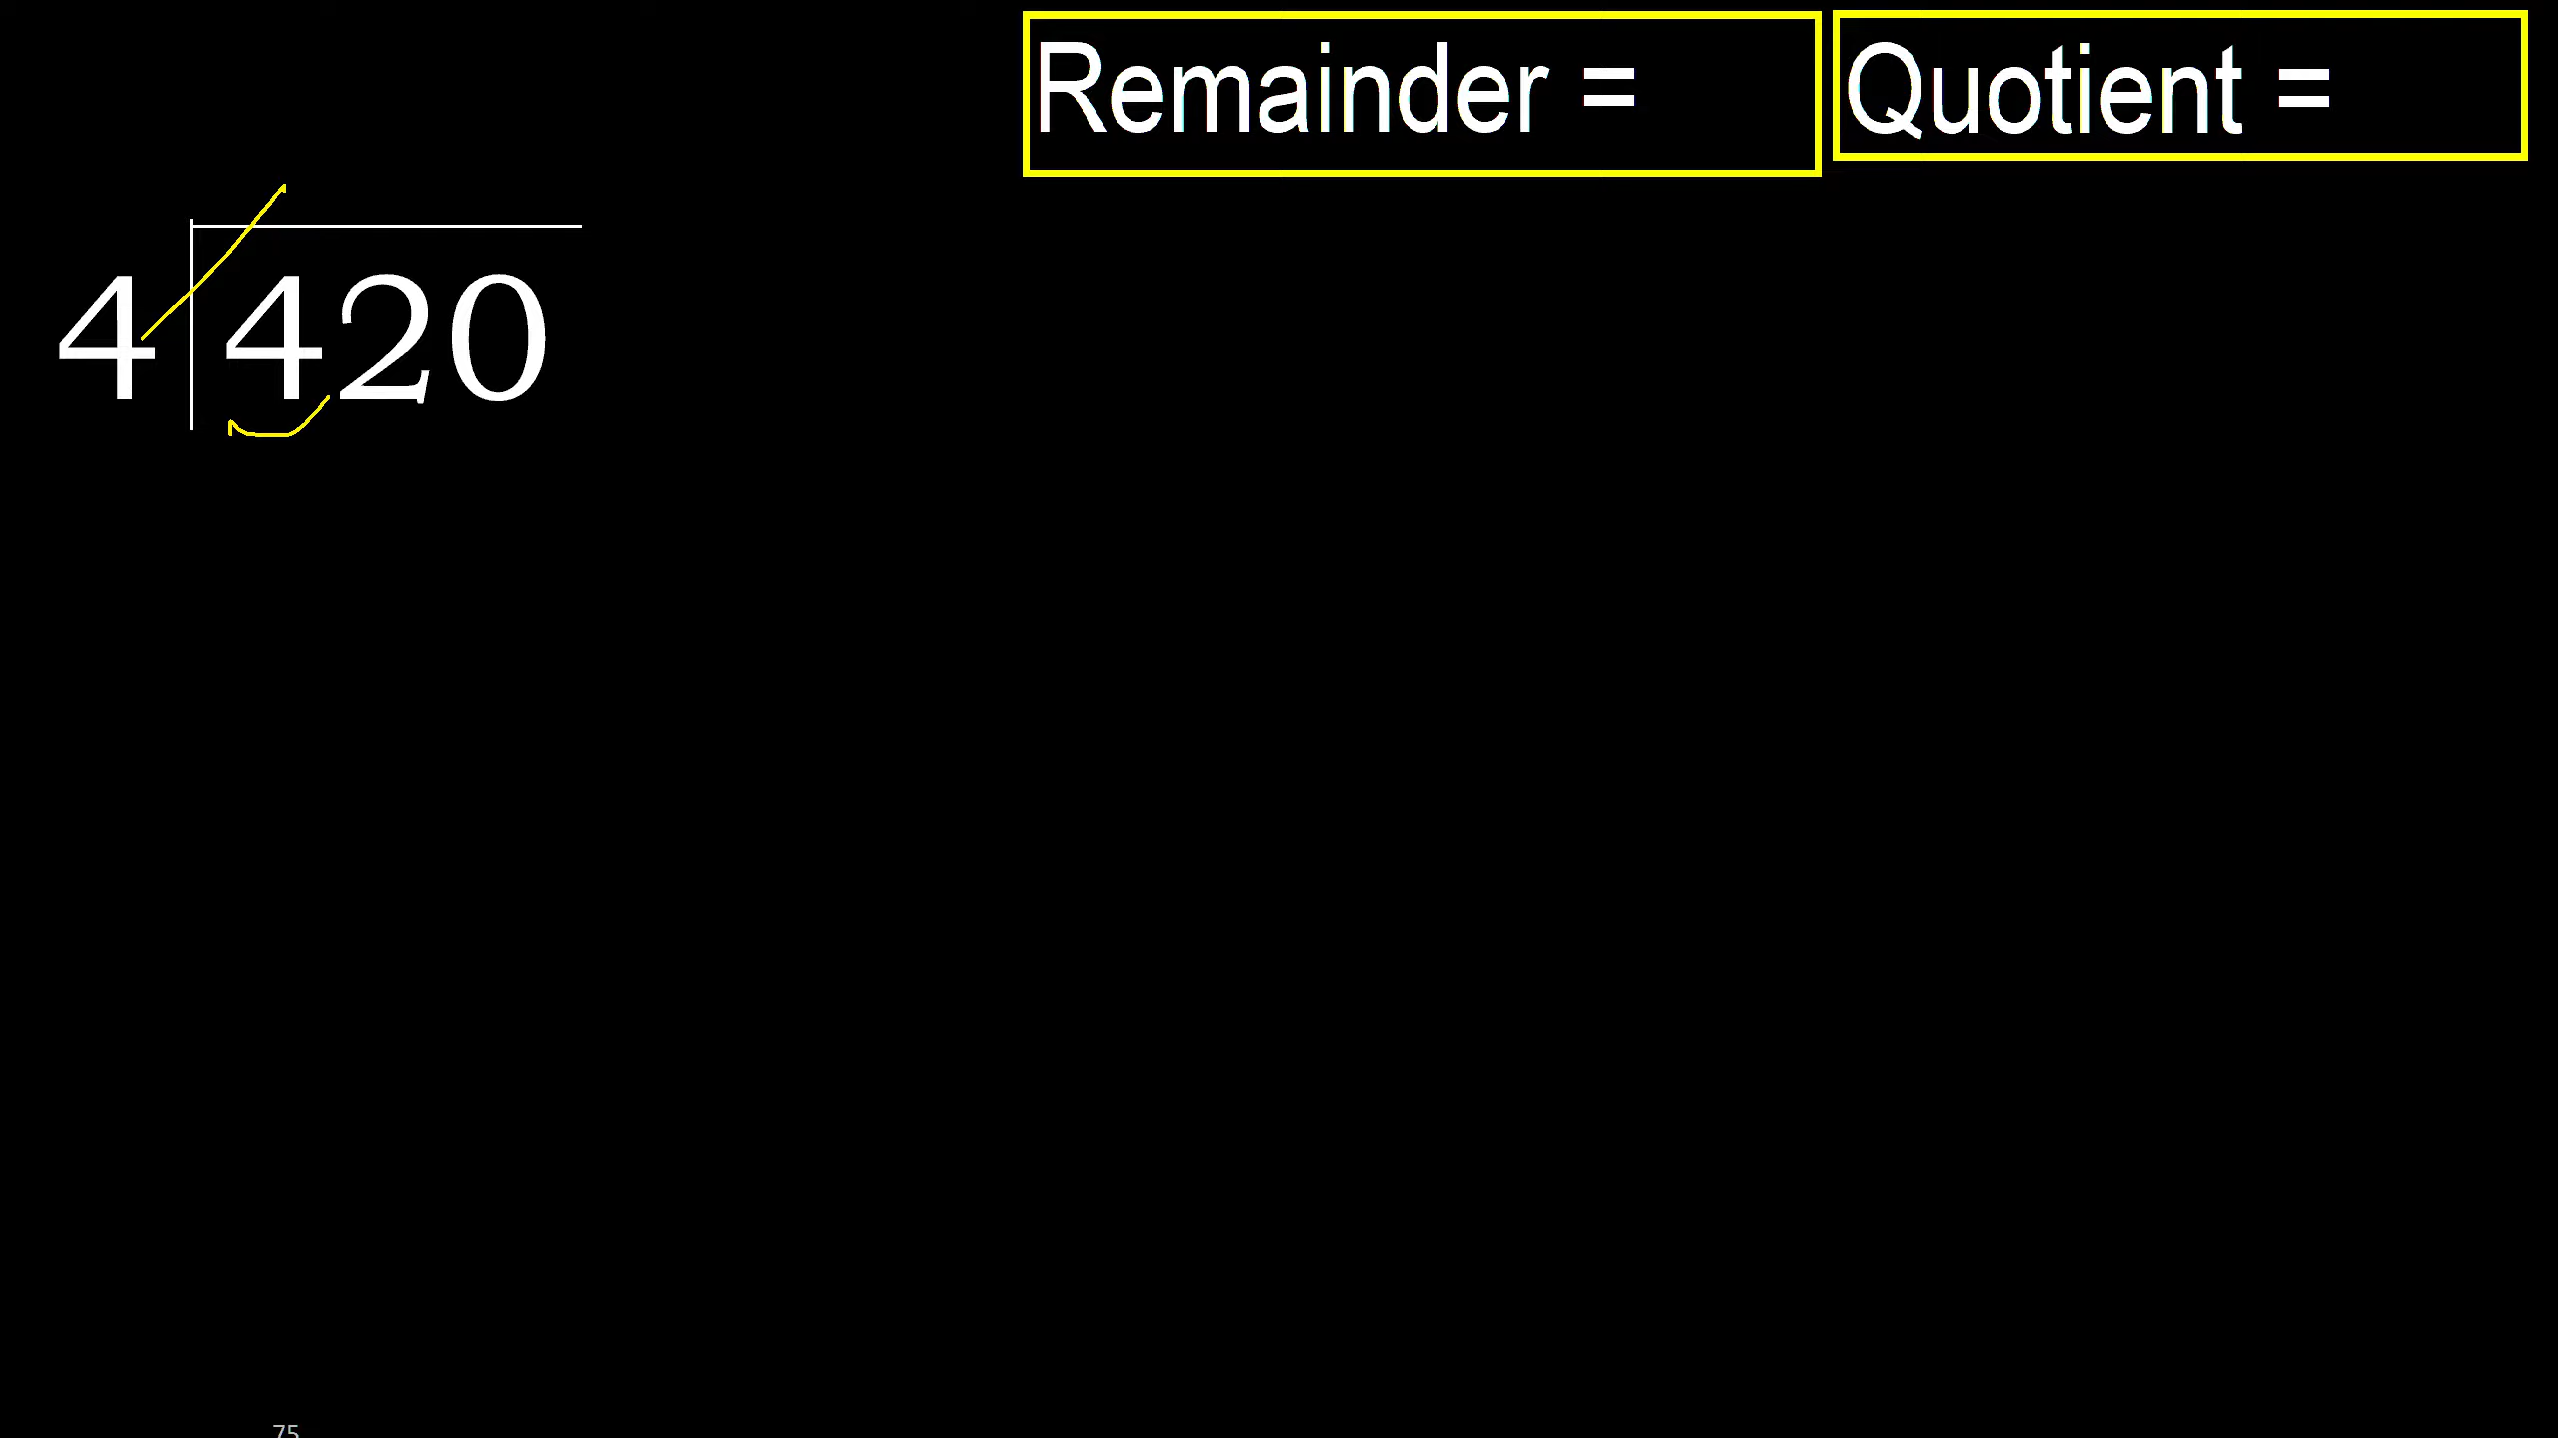 Remainder =
Quotient =
4 420
75